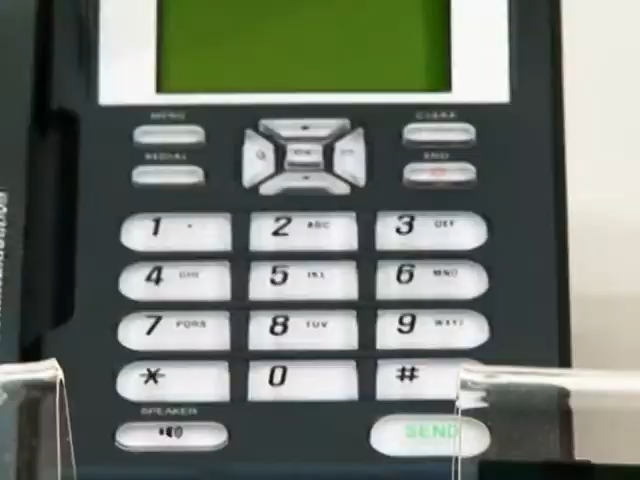 MENU
CLEAR
REDIAL
END
1
2 ABC
3 DEF
4 GHI
5 JKL
6 MNO
7 PQRS
8 TUV
9 WXYZ
*
0
#
SPEAKER
SEND